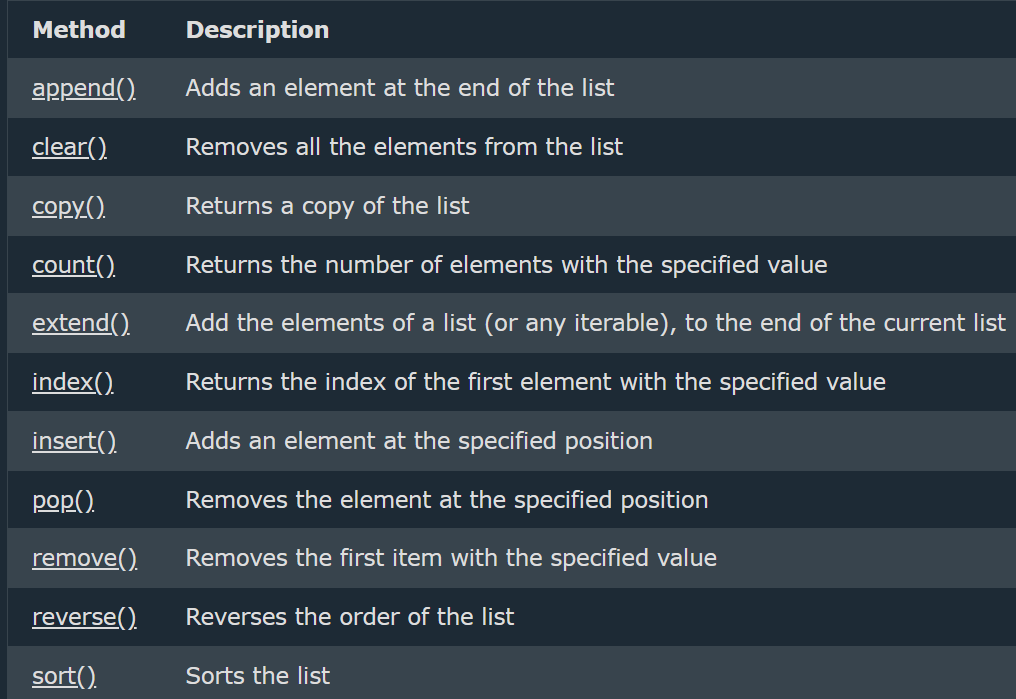 Method Description
append() Adds an element at the end of the list
clear() Removes all the elements from the list
copy() Returns a copy of the list
count() Returns the number of elements with the specified value
extend() Add the elements of a list (or any iterable), to the end of the current list
index() Returns the index of the first element with the specified value
insert() Adds an element at the specified position
pop() Removes the element at the specified position
remove() Removes the first item with the specified value
reverse() Reverses the order of the list
sort() Sorts the list